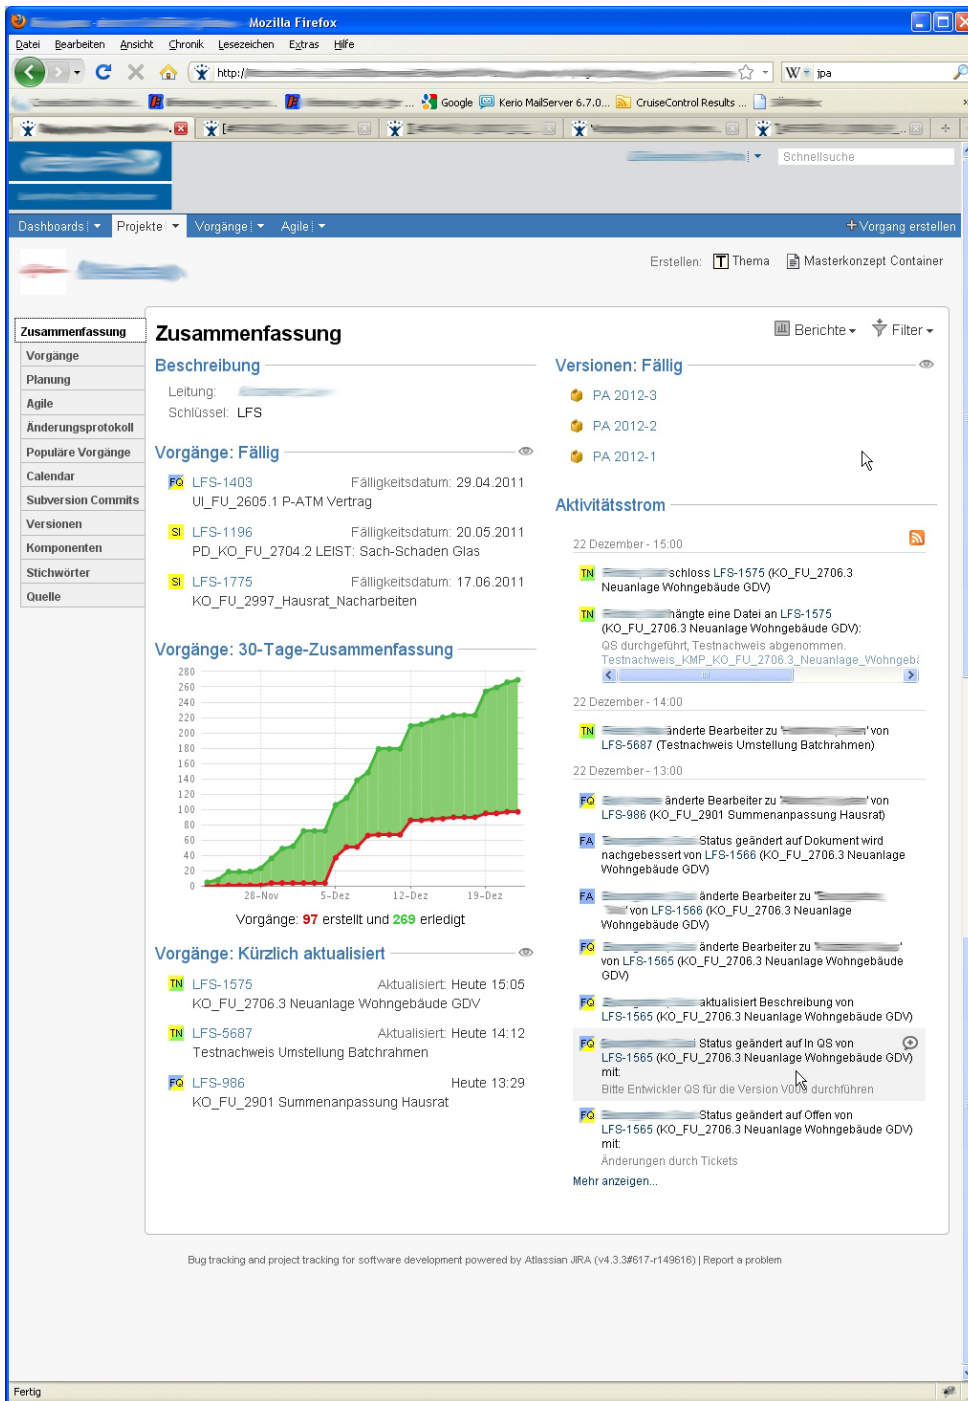 Mozilla Firefox
Datei Bearbeiten Ansicht Chronik Lesezeichen Extras Hilfe
http://
W jpa
Google Kerio MailServer 6.7.0... CruiseControl Results ...
Schnellsuche
Dashboards Projekte Vorgänge Agile + Vorgang erstellen
Erstellen: T Thema Masterkonzept Container
Zusammenfassung
Vorgänge
Planung
Agile
Änderungsprotokoll
Populäre Vorgänge
Calendar
Subversion Commits
Versionen
Komponenten
Stichwörter
Quelle
Zusammenfassung
Berichte Filter
Beschreibung
Leitung:
Schlüssel: LFS
Vorgänge: Fällig
FQ LFS-1403 Fälligkeitsdatum: 29.04.2011
UI_FU_2605.1 P-ATM Vertrag
SI LFS-1196 Fälligkeitsdatum: 20.05.2011
PD_KO_FU_2704.2 LEIST: Sach-Schaden Glas
SI LFS-1775 Fälligkeitsdatum: 17.06.2011
KO_FU_2997_Hausrat_Nacharbeiten
Vorgänge: 30-Tage-Zusammenfassung
280
260
240
220
200
180
160
140
120
100
80
60
40
20
0
28-Nov 5-Dez 12-Dez 19-Dez
Vorgänge: 97 erstellt und 269 erledigt
Vorgänge: Kürzlich aktualisiert
TN LFS-1575 Aktualisiert: Heute 15:05
KO_FU_2706.3 Neuanlage Wohngebäude GDV
TN LFS-5687 Aktualisiert: Heute 14:12
Testnachweis Umstellung Batchrahmen
FQ LFS-986 Heute 13:29
KO_FU_2901 Summenanpassung Hausrat
Versionen: Fällig
PA 2012-3
PA 2012-2
PA 2012-1
Aktivitätsstrom
22 Dezember - 15:00
TN schloss LFS-1575 (KO_FU_2706.3
Neuanlage Wohngebäude GDV)
TN hängte eine Datei an LFS-1575
(KO_FU_2706.3 Neuanlage Wohngebäude GDV):
QS durchgeführt, Testnachweis abgenommen.
Testnachweis_KMP_KO_FU_2706.3_Neuanlage_Wohngebä
22 Dezember - 14:00
TN änderte Bearbeiter zu ' ' von
LFS-5687 (Testnachweis Umstellung Batchrahmen)
22 Dezember - 13:00
FQ änderte Bearbeiter zu ' ' von
LFS-986 (KO_FU_2901 Summenanpassung Hausrat)
FA Status geändert auf Dokument wird
nachgebessert von LFS-1566 (KO_FU_2706.3 Neuanlage
Wohngebäude GDV)
FA änderte Bearbeiter zu '
' von LFS-1566 (KO_FU_2706.3 Neuanlage
Wohngebäude GDV)
FQ änderte Bearbeiter zu ' '
von LFS-1565 (KO_FU_2706.3 Neuanlage Wohngebäude
GDV)
FQ aktualisiert Beschreibung von
LFS-1565 (KO_FU_2706.3 Neuanlage Wohngebäude GDV)
FQ Status geändert auf In QS von
LFS-1565 (KO_FU_2706.3 Neuanlage Wohngebäude GDV)
mit:
Bitte Entwickler QS für die Version durchführen
FQ Status geändert auf Offen von
LFS-1565 (KO_FU_2706.3 Neuanlage Wohngebäude GDV)
mit:
Änderungen durch Tickets
Mehr anzeigen...
Bug tracking and project tracking for software development powered by Atlassian JIRA (v4.3.3#617-r149616) | Report a problem
Fertig